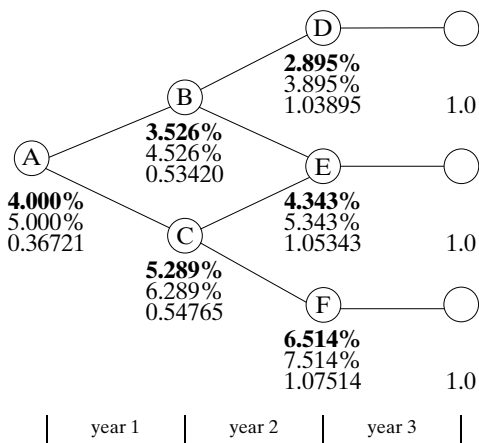 D
2.895%
3.895%
1.03895
1.0
B
3.526%
4.526%
0.53420
A
4.000%
5.000%
0.36721
E
4.343%
5.343%
1.05343
1.0
C
5.289%
6.289%
0.54765
F
6.514%
7.514%
1.07514
1.0
year 1
year 2
year 3